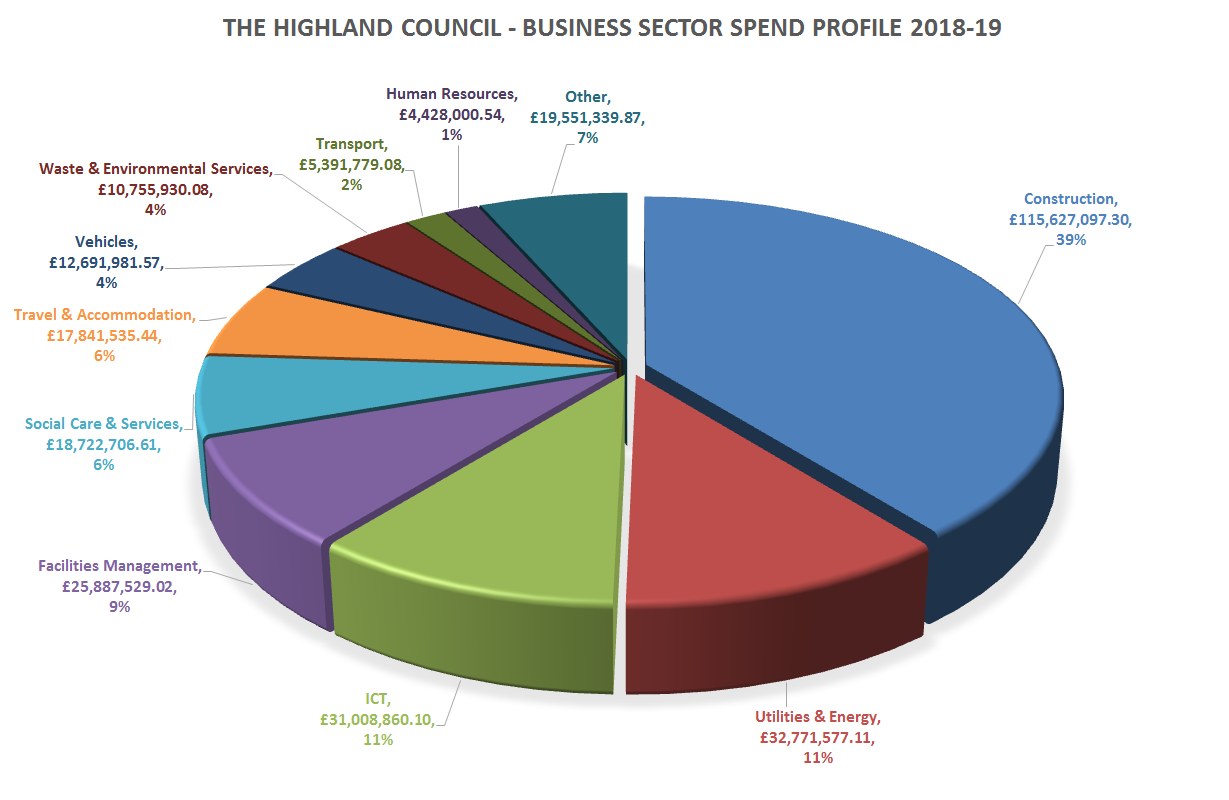 THE HIGHLAND COUNCIL - BUSINESS SECTOR SPEND PROFILE 2018-19
Construction,
£115,627,097.30,
39%
Utilities & Energy,
£32,771,577.11,
11%
ICT,
£31,008,860.10,
11%
Facilities Management,
£25,887,529.02,
9%
Social Care & Services,
£18,722,706.61,
6%
Travel & Accommodation,
£17,841,535.44,
6%
Vehicles,
£12,691,981.57,
4%
Waste & Environmental Services,
£10,755,930.08,
4%
Transport,
£5,391,779.08,
2%
Human Resources,
£4,428,000.54,
1%
Other,
£19,551,339.87,
7%